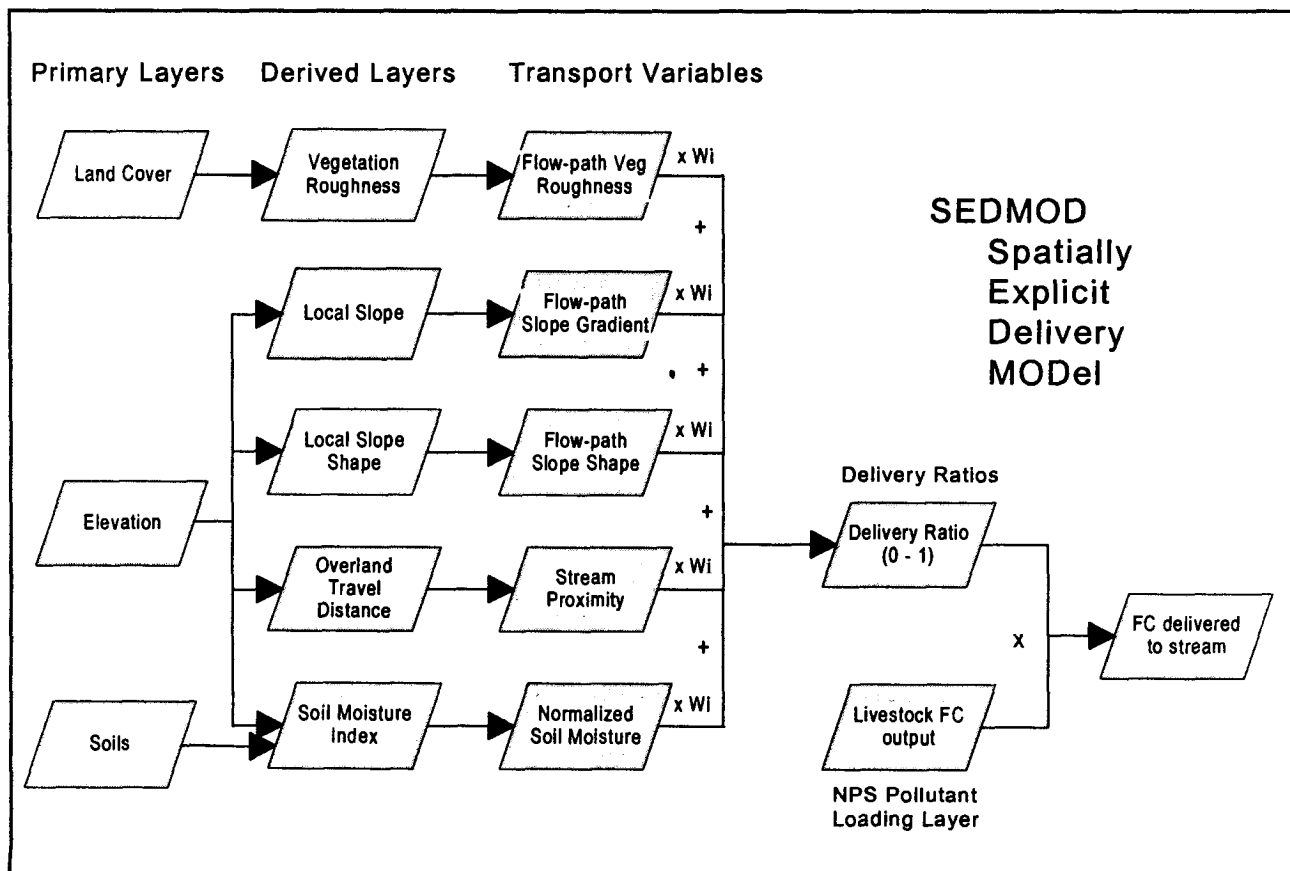 Primary Layers
Derived Layers
Transport Variables
Land Cover
Vegetation
Roughness
Flow-path Veg
Roughness
x Wi
+
Local Slope
Flow-path
Slope Gradient
x Wi
+
Local Slope
Shape
Flow-path
Slope Shape
x Wi
+
Elevation
Overland
Travel
Distance
Stream
Proximity
x Wi
+
Soils
Soil Moisture
Index
Normalized
Soil Moisture
x Wi
SEDMOD
Spatially
Explicit
Delivery
MODel
Delivery Ratios
Delivery Ratio
(0 - 1)
X
Livestock FC
output
NPS Pollutant
Loading Layer
FC delivered
to stream